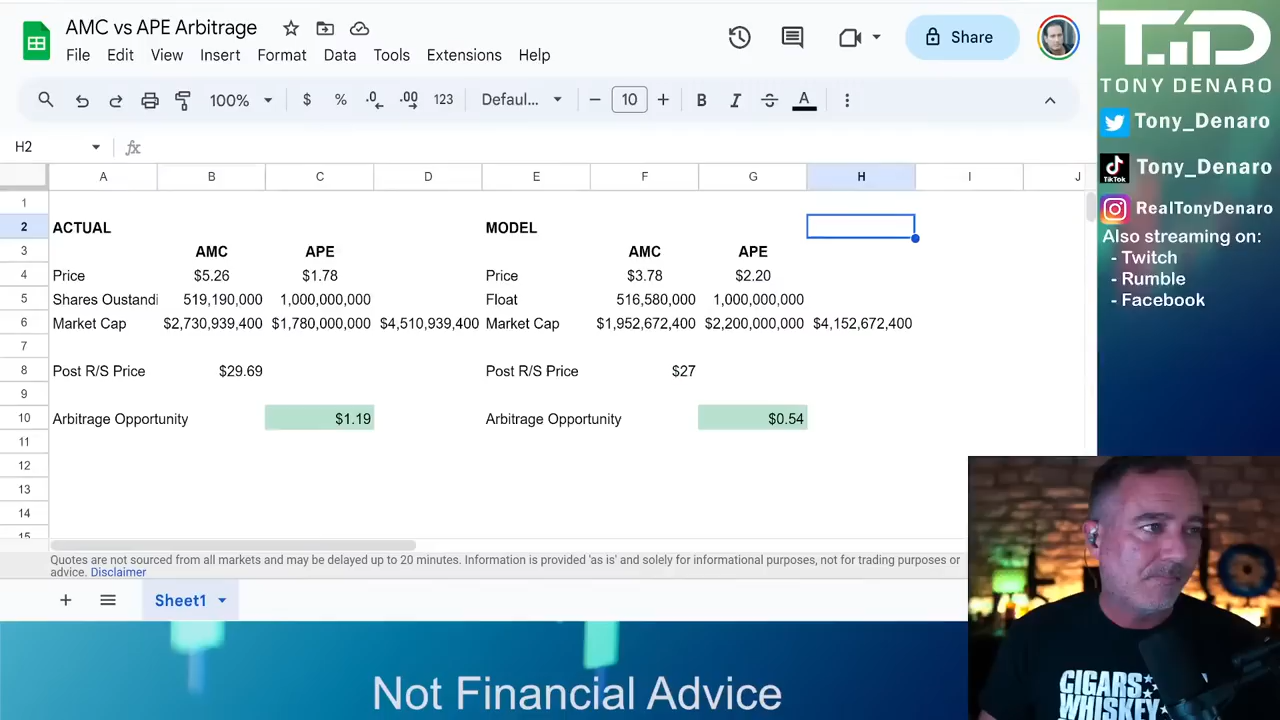 AMC vs APE Arbitrage
File Edit View Insert Format Data Tools Extensions Help
Share
100% $ % .0 .00 123 Defaul... − 10 + B I S A
H2 fx
A B C D E F G H I J
1
2 ACTUAL MODEL
3 AMC APE AMC APE
4 Price $5.26 $1.78 Price $3.78 $2.20
5 Shares Oustandi 519,190,000 1,000,000,000 Float 516,580,000 1,000,000,000
6 Market Cap $2,730,939,400 $1,780,000,000 $4,510,939,400 Market Cap $1,952,672,400 $2,200,000,000 $4,152,672,400
7
8 Post R/S Price $29.69 Post R/S Price $27
9
10 Arbitrage Opportunity $1.19 Arbitrage Opportunity $0.54
11
12
13
14
15
Quotes are not sourced from all markets and may be delayed up to 20 minutes. Information is provided 'as is' and solely for informational purposes, not for trading purposes or
advice. Disclaimer
+ Sheet1
Not Financial Advice
TD
TONY DENARO
Tony_Denaro
TikTok
Tony_Denaro
RealTonyDenaro
Also streaming on:
- Twitch
- Rumble
- Facebook
CIGARS
WHISKEY